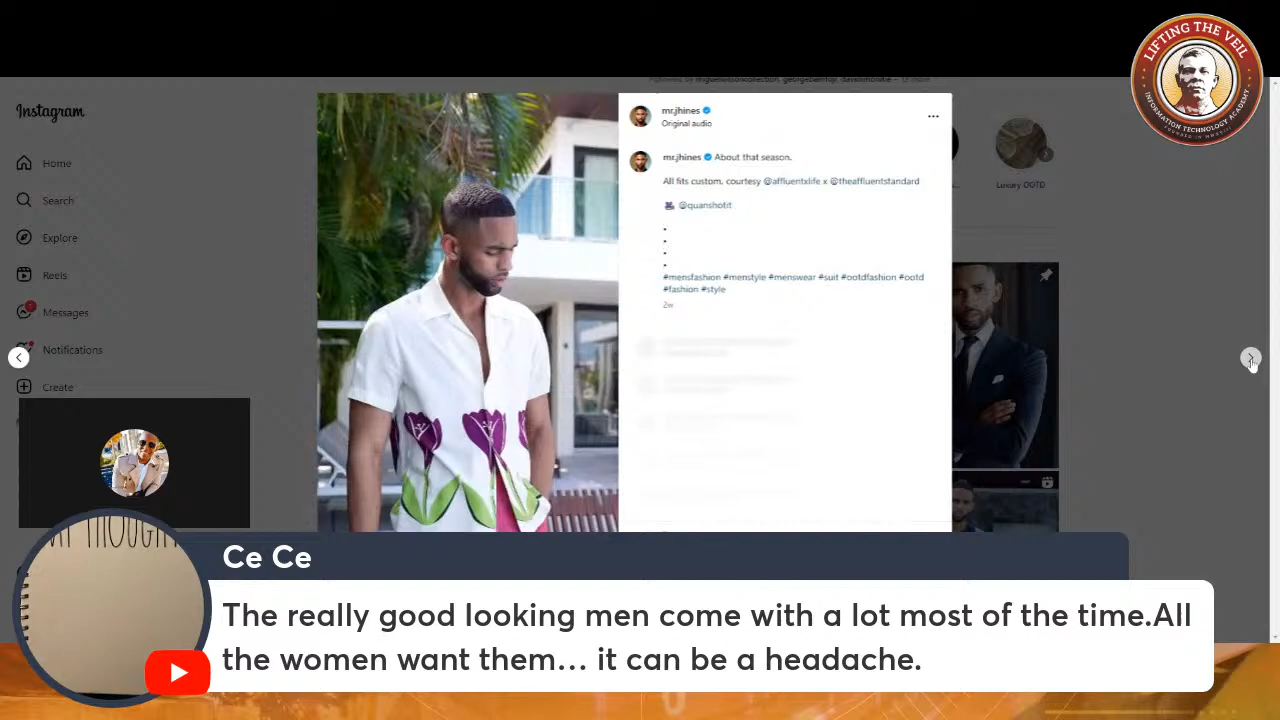 LIFTING THE VEIL
INFORMATION TECHNOLOGY ACADEMY
FOUNDED IN MMXXIII
Instagram
mr.jhines
Original audio
Luxury OOTD
Home
mr.jhines About that season.
All fits custom, courtesy @affluentxlife x @theaffluentstandard
Search
@quanshotit
Explore
Reels
#mensfashion #menstyle #menswear #suit #ootdfashion #ootd
#fashion #style
2w
Messages
Notifications
Create
Ce Ce
The really good looking men come with a lot most of the time.All
the women want them... it can be a headache.